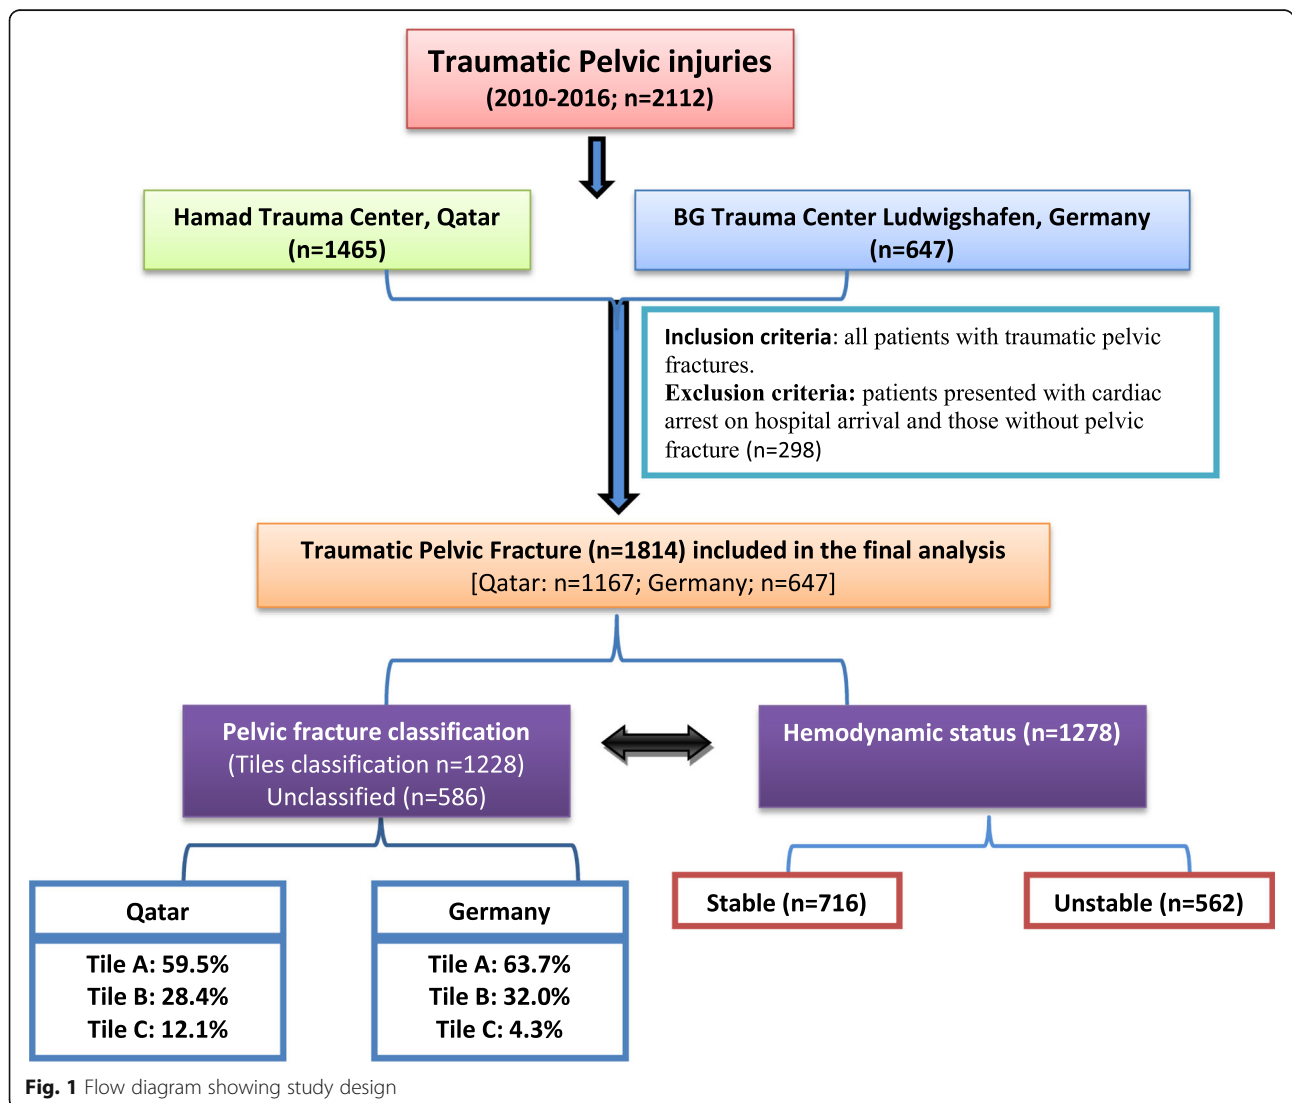 Traumatic Pelvic injuries
(2010-2016; n=2112)
Hamad Trauma Center, Qatar
(n=1465)
BG Trauma Center Ludwigshafen, Germany
(n=647)
Inclusion criteria: all patients with traumatic pelvic
fractures.
Exclusion criteria: patients presented with cardiac
arrest on hospital arrival and those without pelvic
fracture (n=298)
Traumatic Pelvic Fracture (n=1814) included in the final analysis
[Qatar: n=1167; Germany; n=647]
Pelvic fracture classification
(Tiles classification n=1228)
Unclassified (n=586)
Hemodynamic status (n=1278)
Qatar
Tile A: 59.5%
Tile B: 28.4%
Tile C: 12.1%
Germany
Tile A: 63.7%
Tile B: 32.0%
Tile C: 4.3%
Stable (n=716)
Unstable (n=562)
Fig. 1 Flow diagram showing study design